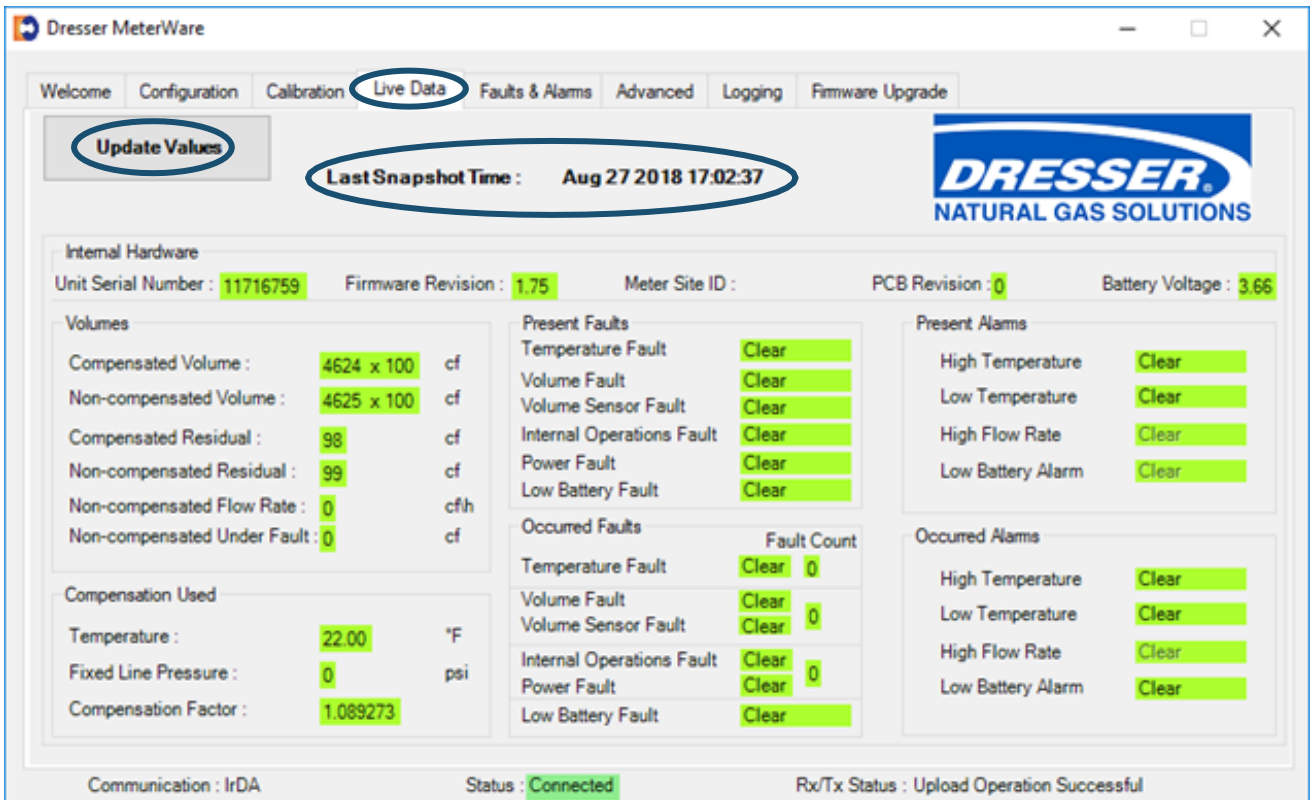 Dresser MeterWare
Welcome Configuration Calibration Live Data Faults & Alarms Advanced Logging Firmware Upgrade
Update Values
Last Snapshot Time : Aug 27 2018 17:02:37
DRESSER®
NATURAL GAS SOLUTIONS
Internal Hardware
Unit Serial Number : 11716759 Firmware Revision : 1.75 Meter Site ID : PCB Revision : 0 Battery Voltage : 3.66
Volumes
Compensated Volume : 4624 x 100 cf
Non-compensated Volume : 4625 x 100 cf
Compensated Residual : 98 cf
Non-compensated Residual : 99 cf
Non-compensated Flow Rate : 0 cf\h
Non-compensated Under Fault : 0 cf
Compensation Used
Temperature : 22.00 °F
Fixed Line Pressure : 0 psi
Compensation Factor : 1.089273
Present Faults
Temperature Fault Clear
Volume Fault Clear
Volume Sensor Fault Clear
Internal Operations Fault Clear
Power Fault Clear
Low Battery Fault Clear
Occurred Faults
Fault Count
Temperature Fault Clear 0
Volume Fault Clear
0
Volume Sensor Fault Clear
Internal Operations Fault Clear
0
Power Fault Clear
Low Battery Fault Clear
Present Alarms
High Temperature Clear
Low Temperature Clear
High Flow Rate Clear
Low Battery Alarm Clear
Occurred Alarms
High Temperature Clear
Low Temperature Clear
High Flow Rate Clear
Low Battery Alarm Clear
Communication : IrDA Status : Connected Rx/Tx Status : Upload Operation Successful